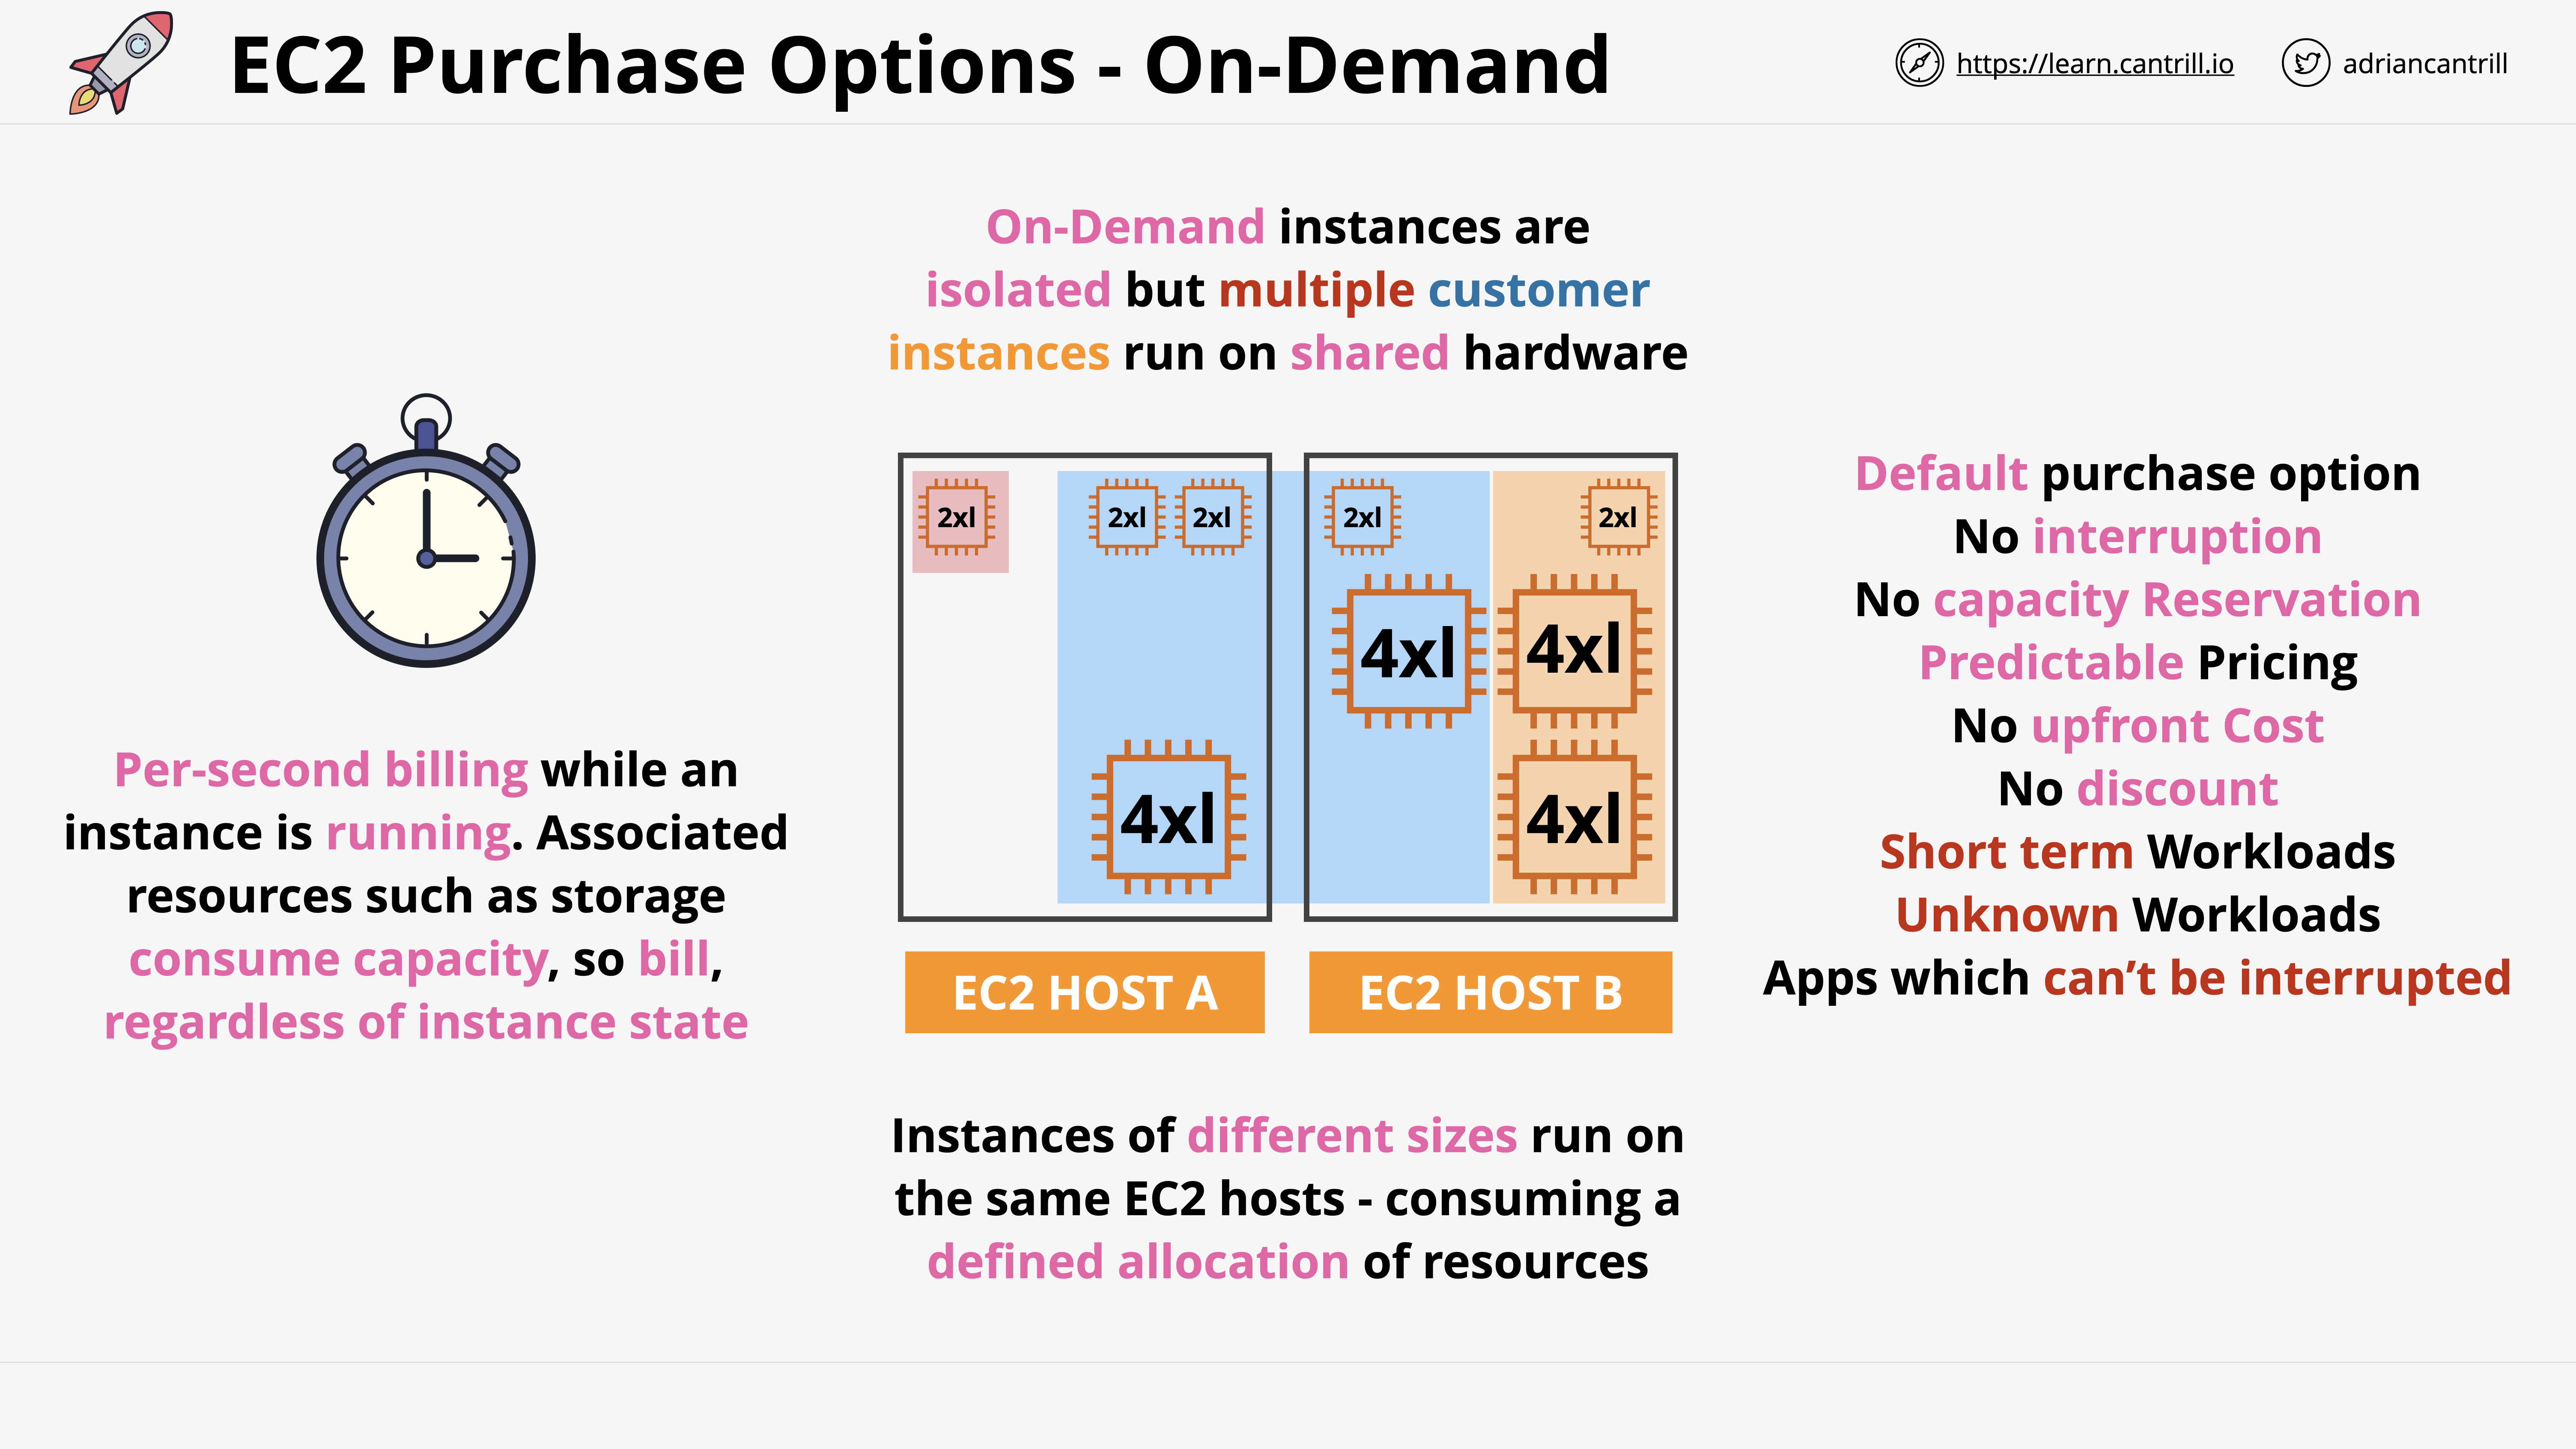 EC2 Purchase Options - On-Demand
https://learn.cantrill.io
adriancantrill
On-Demand instances are
isolated but multiple customer
instances run on shared hardware
Per-second billing while an
instance is running. Associated
resources such as storage
consume capacity, so bill,
regardless of instance state
2xl
2xl 2xl
4xl
2xl
2xl
4xl
4xl
4xl
EC2 HOST A
EC2 HOST B
Instances of different sizes run on
the same EC2 hosts - consuming a
defined allocation of resources
Default purchase option
No interruption
No capacity Reservation
Predictable Pricing
No upfront Cost
No discount
Short term Workloads
Unknown Workloads
Apps which can’t be interrupted